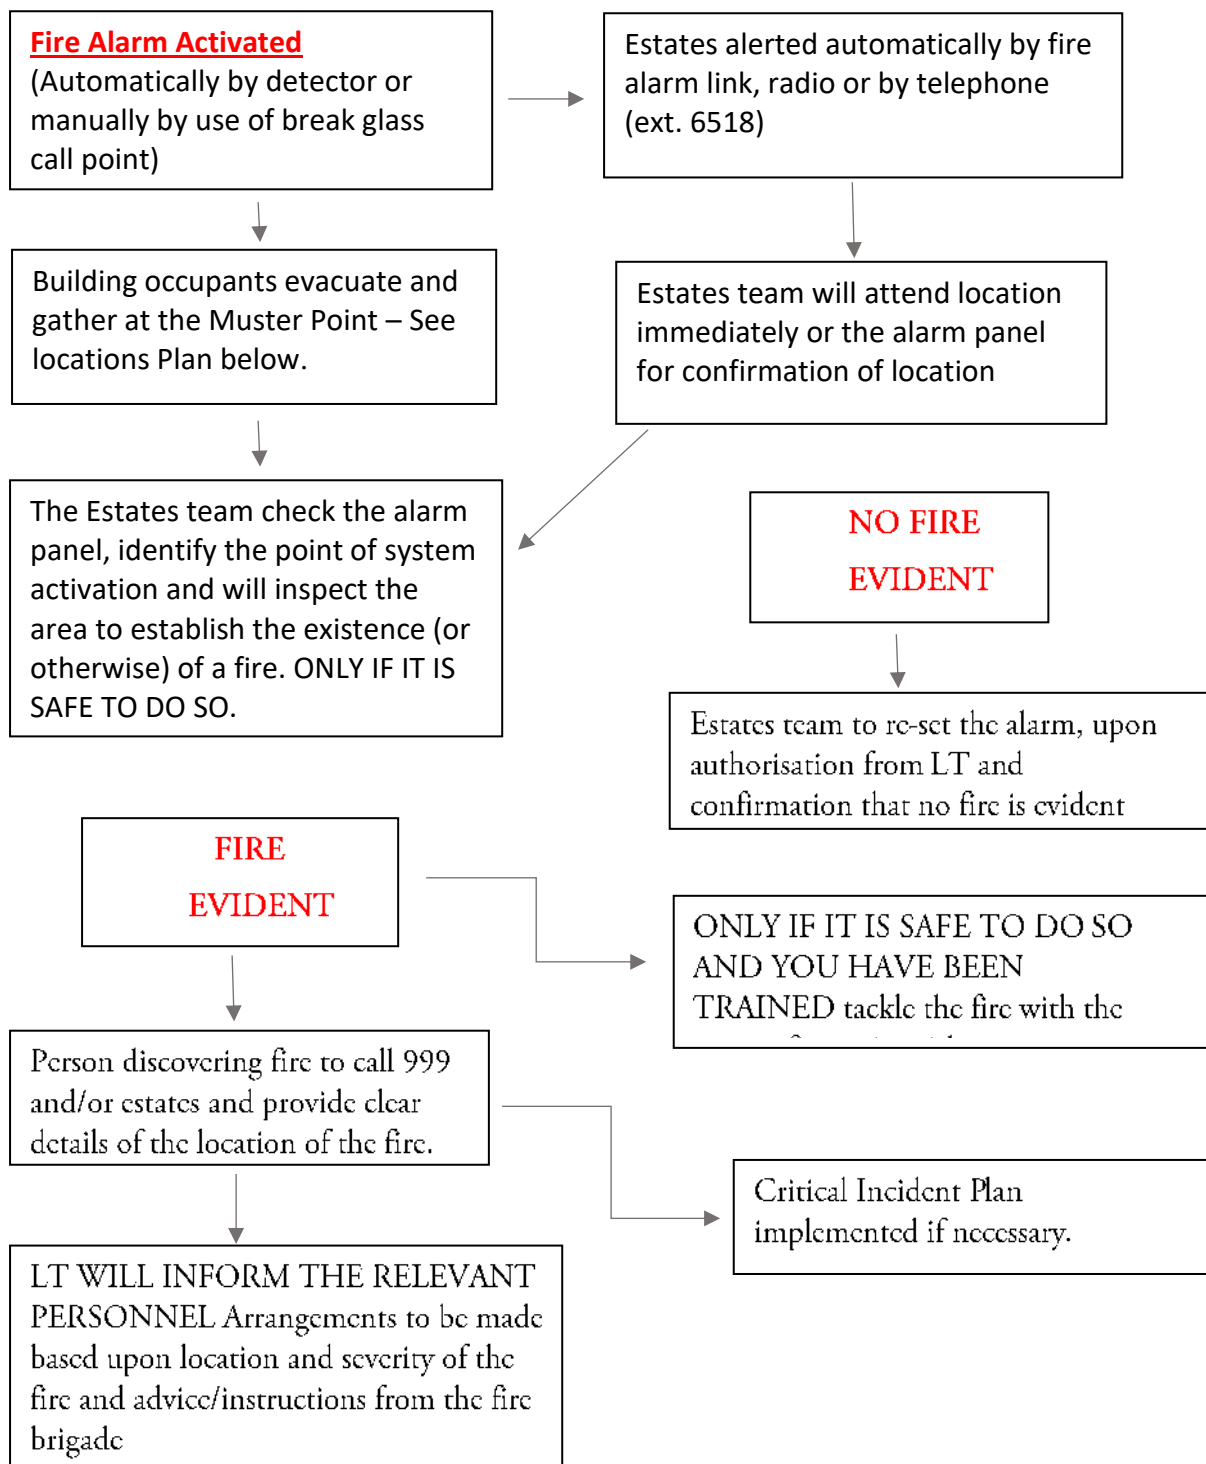 Fire Alarm Activated
(Automatically by detector or
manually by use of break glass
call point)
Estates alerted automatically by fire
alarm link, radio or by telephone
(ext. 6518)
Building occupants evacuate and
gather at the Muster Point – See
locations Plan below.
Estates team will attend location
immediately or the alarm panel
for confirmation of location
The Estates team check the alarm
panel, identify the point of system
activation and will inspect the
area to establish the existence (or
otherwise) of a fire. ONLY IF IT IS
SAFE TO DO SO.
NO FIRE
EVIDENT
Estates team to re-set the alarm, upon
authorisation from LT and
confirmation that no fire is evident
FIRE
EVIDENT
ONLY IF IT IS SAFE TO DO SO
AND YOU HAVE BEEN
TRAINED tackle the fire with the
Person discovering fire to call 999
and/or estates and provide clear
details of the location of the fire.
Critical Incident Plan
implemented if necessary.
LT WILL INFORM THE RELEVANT
PERSONNEL Arrangements to be made
based upon location and severity of the
fire and advice/instructions from the fire
brigade